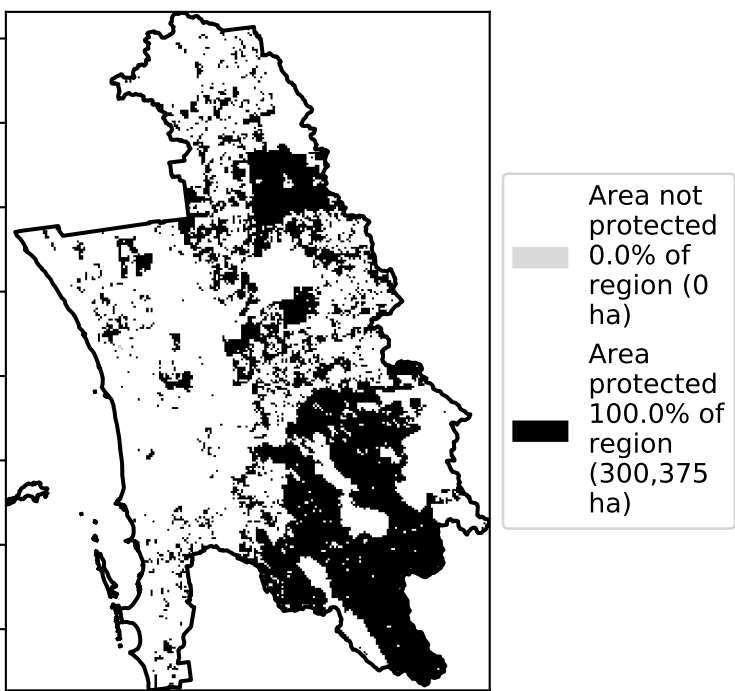 Area not
protected
0.0% of
region (0
ha)
Area
protected
100.0% of
region
(300,375
ha)